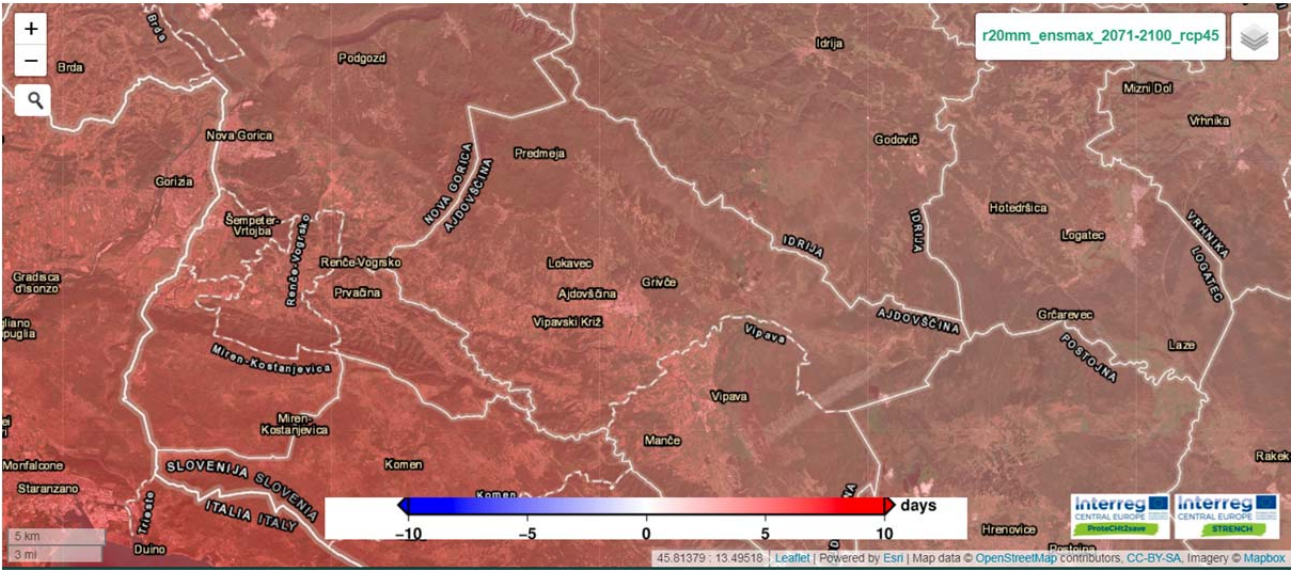 +
−
r20mm_ensmax_2071-2100_rcp45
Brda
Brda
Podgozd
Idrija
Mizni Dol
Vrhnika
Nova Gorica
Godovič
Predmeja
NOVA GORICA
AJDOVŠČINA
Gorizia
Hotedršica
Šempeter-
Vrtojba
Renče-Vogrsko
IDRIJA
IDRIJA
Logatec
VRHNIKA
LOGATEC
Renče-Vogrsko
Lokavec
Gradisca
d'Isonzo
Prvačina
Ajdovščina
Grivče
AJDOVŠČINA
Grčarevec
gliano
puglia
Vipavski Križ
Vipava
POSTOJNA
Laze
Miren-Kostanjevica
Vipava
Miren-
Kostanjevica
Manče
Monfalcone
SLOVENIJA SLOVENIA
Komen
Rakek
Staranzano
ITALIA ITALY
Komen
Trieste
Duino
days
−10
−5
0
5
10
Hrenovice
Interreg
CENTRAL EUROPE
ProteCHt2save
Interreg
CENTRAL EUROPE
STRENCH
5 km
3 mi
45.81379 : 13.49518 Leaflet | Powered by Esri | Map data © OpenStreetMap contributors, CC-BY-SA, Imagery © Mapbox